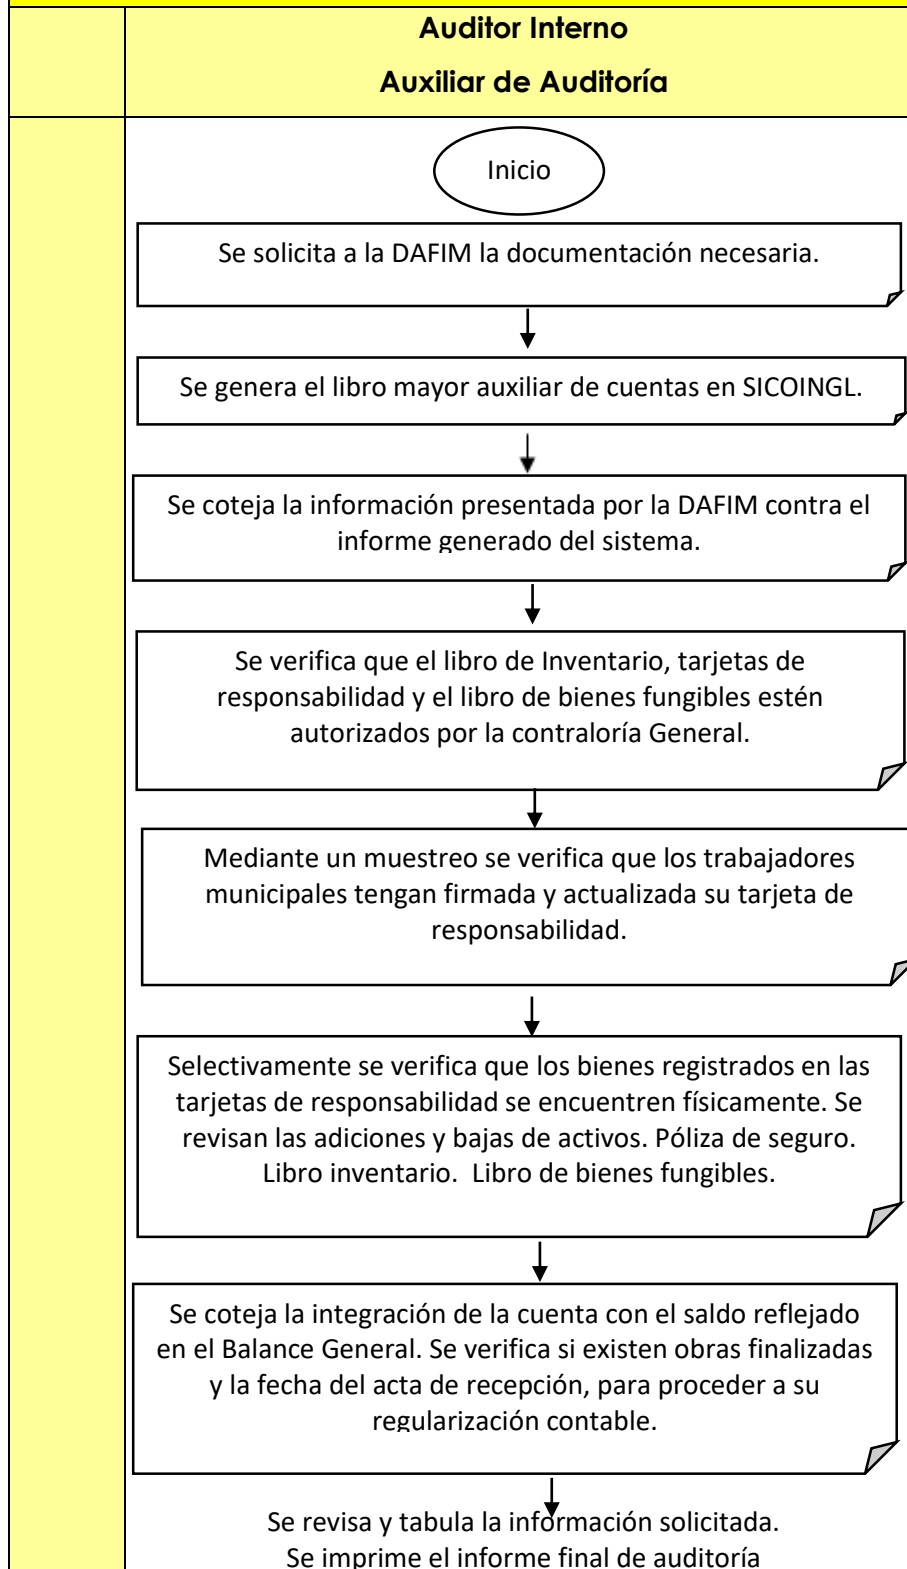 Auditor Interno
Auxiliar de Auditoría
Inicio
Se solicita a la DAFIM la documentación necesaria.
Se genera el libro mayor auxiliar de cuentas en SICOINGL.
Se coteja la información presentada por la DAFIM contra el
informe generado del sistema.
Se verifica que el libro de Inventario, tarjetas de
responsabilidad y el libro de bienes fungibles estén
autorizados por la contraloría General.
Mediante un muestreo se verifica que los trabajadores
municipales tengan firmada y actualizada su tarjeta de
responsabilidad.
Selectivamente se verifica que los bienes registrados en las
tarjetas de responsabilidad se encuentren físicamente. Se
revisan las adiciones y bajas de activos. Póliza de seguro.
Libro inventario.  Libro de bienes fungibles.
Se coteja la integración de la cuenta con el saldo reflejado
en el Balance General. Se verifica si existen obras finalizadas
y la fecha del acta de recepción, para proceder a su
regularización contable.
Se revisa y tabula la información solicitada.
Se imprime el informe final de auditoría